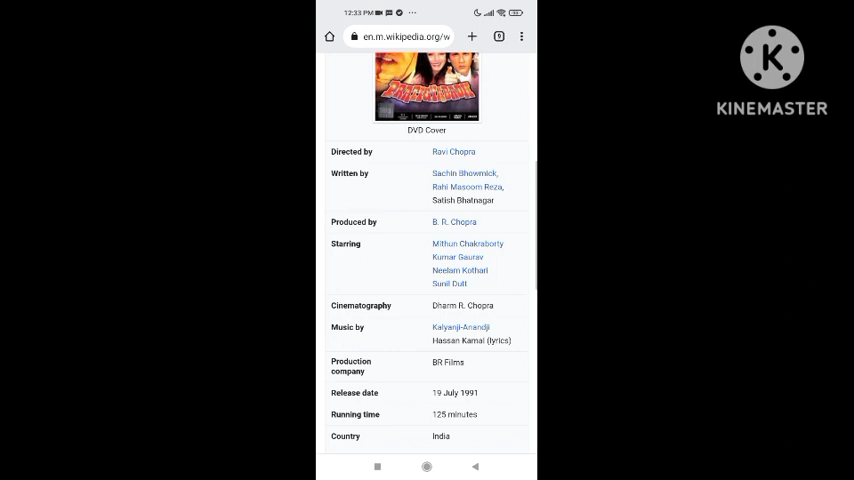 12:33 PM
en.m.wikipedia.org/w
9
KINEMASTER
DVD Cover
Directed by
Ravi Chopra
Written by
Sachin Bhowmick,
Rahi Masoom Reza,
Satish Bhatnagar
Produced by
B. R. Chopra
Starring
Mithun Chakraborty
Kumar Gaurav
Neelam Kothari
Sunil Dutt
Cinematography
Dharm R. Chopra
Music by
Kalyanji-Anandji
Hassan Kamal (lyrics)
Production
company
BR Films
Release date
19 July 1991
Running time
125 minutes
Country
India